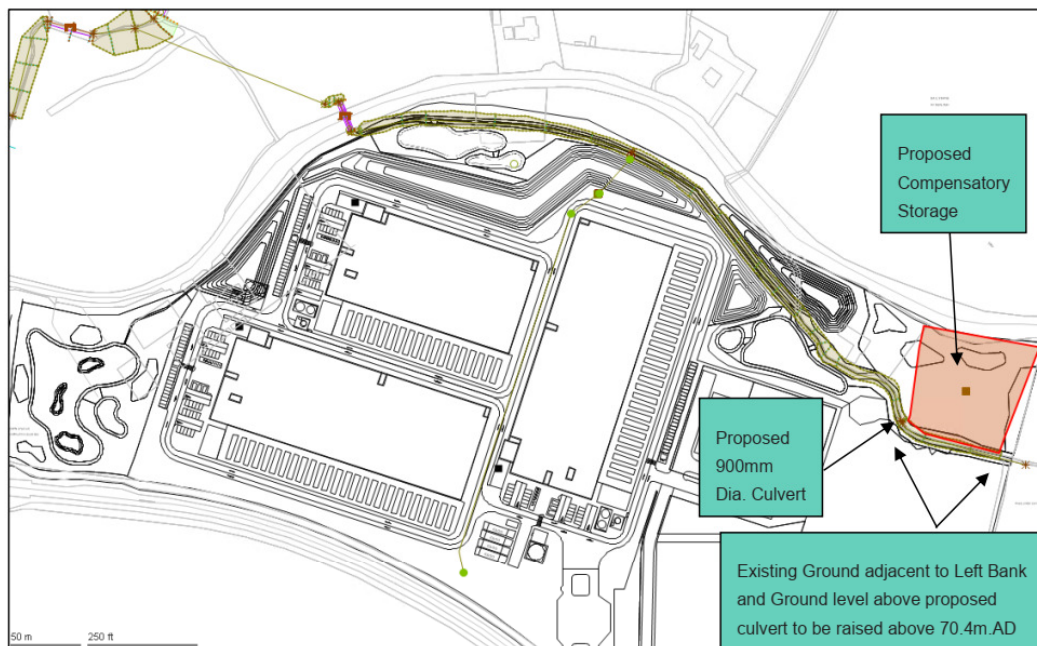 Proposed
Compensatory
Storage
Proposed
900mm
Dia. Culvert
Existing Ground adjacent to Left Bank
and Ground level above proposed
culvert to be raised above 70.4m.AD
50 m
250 ft